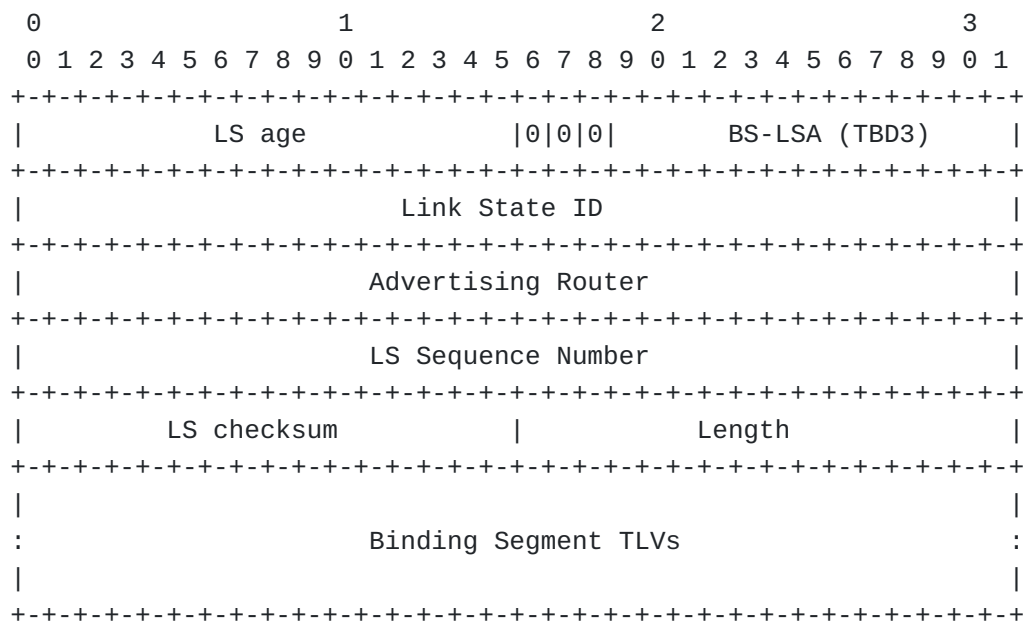 0                   1                   2                   3
 0 1 2 3 4 5 6 7 8 9 0 1 2 3 4 5 6 7 8 9 0 1 2 3 4 5 6 7 8 9 0 1
+-+-+-+-+-+-+-+-+-+-+-+-+-+-+-+-+-+-+-+-+-+-+-+-+-+-+-+-+-+-+-+-+
|            LS age             |0|0|0|       BS-LSA (TBD3)     |
+-+-+-+-+-+-+-+-+-+-+-+-+-+-+-+-+-+-+-+-+-+-+-+-+-+-+-+-+-+-+-+-+
|                        Link State ID                          |
+-+-+-+-+-+-+-+-+-+-+-+-+-+-+-+-+-+-+-+-+-+-+-+-+-+-+-+-+-+-+-+-+
|                      Advertising Router                       |
+-+-+-+-+-+-+-+-+-+-+-+-+-+-+-+-+-+-+-+-+-+-+-+-+-+-+-+-+-+-+-+-+
|                      LS Sequence Number                       |
+-+-+-+-+-+-+-+-+-+-+-+-+-+-+-+-+-+-+-+-+-+-+-+-+-+-+-+-+-+-+-+-+
|         LS checksum           |           Length              |
+-+-+-+-+-+-+-+-+-+-+-+-+-+-+-+-+-+-+-+-+-+-+-+-+-+-+-+-+-+-+-+-+
|                                                               |
:                      Binding Segment TLVs                     :
|                                                               |
+-+-+-+-+-+-+-+-+-+-+-+-+-+-+-+-+-+-+-+-+-+-+-+-+-+-+-+-+-+-+-+-+